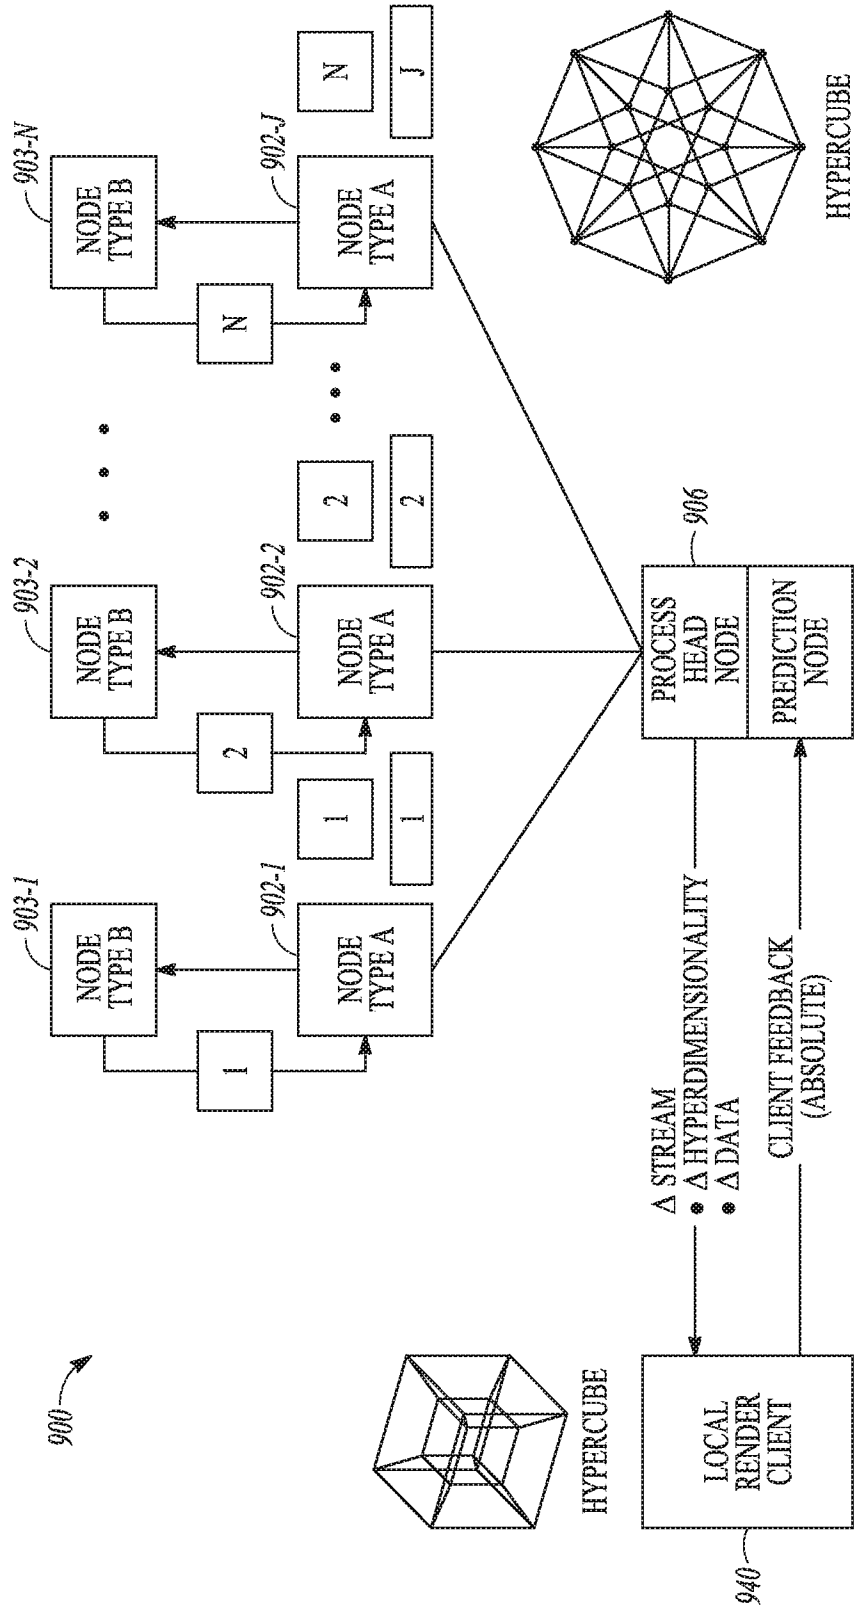 900
903-1
NODE
TYPE B
903-2
NODE
TYPE B
903-N
NODE
TYPE B
1
2
N
902-1
NODE
TYPE A
1
1
902-2
NODE
TYPE A
2
2
902-J
NODE
TYPE A
N
J
HYPERCUBE
HYPERCUBE
940
LOCAL
RENDER
CLIENT
Δ STREAM
• Δ HYPERDIMENSIONALITY
• Δ DATA
CLIENT FEEDBACK
(ABSOLUTE)
906
PROCESS
HEAD
NODE
PREDICTION
NODE